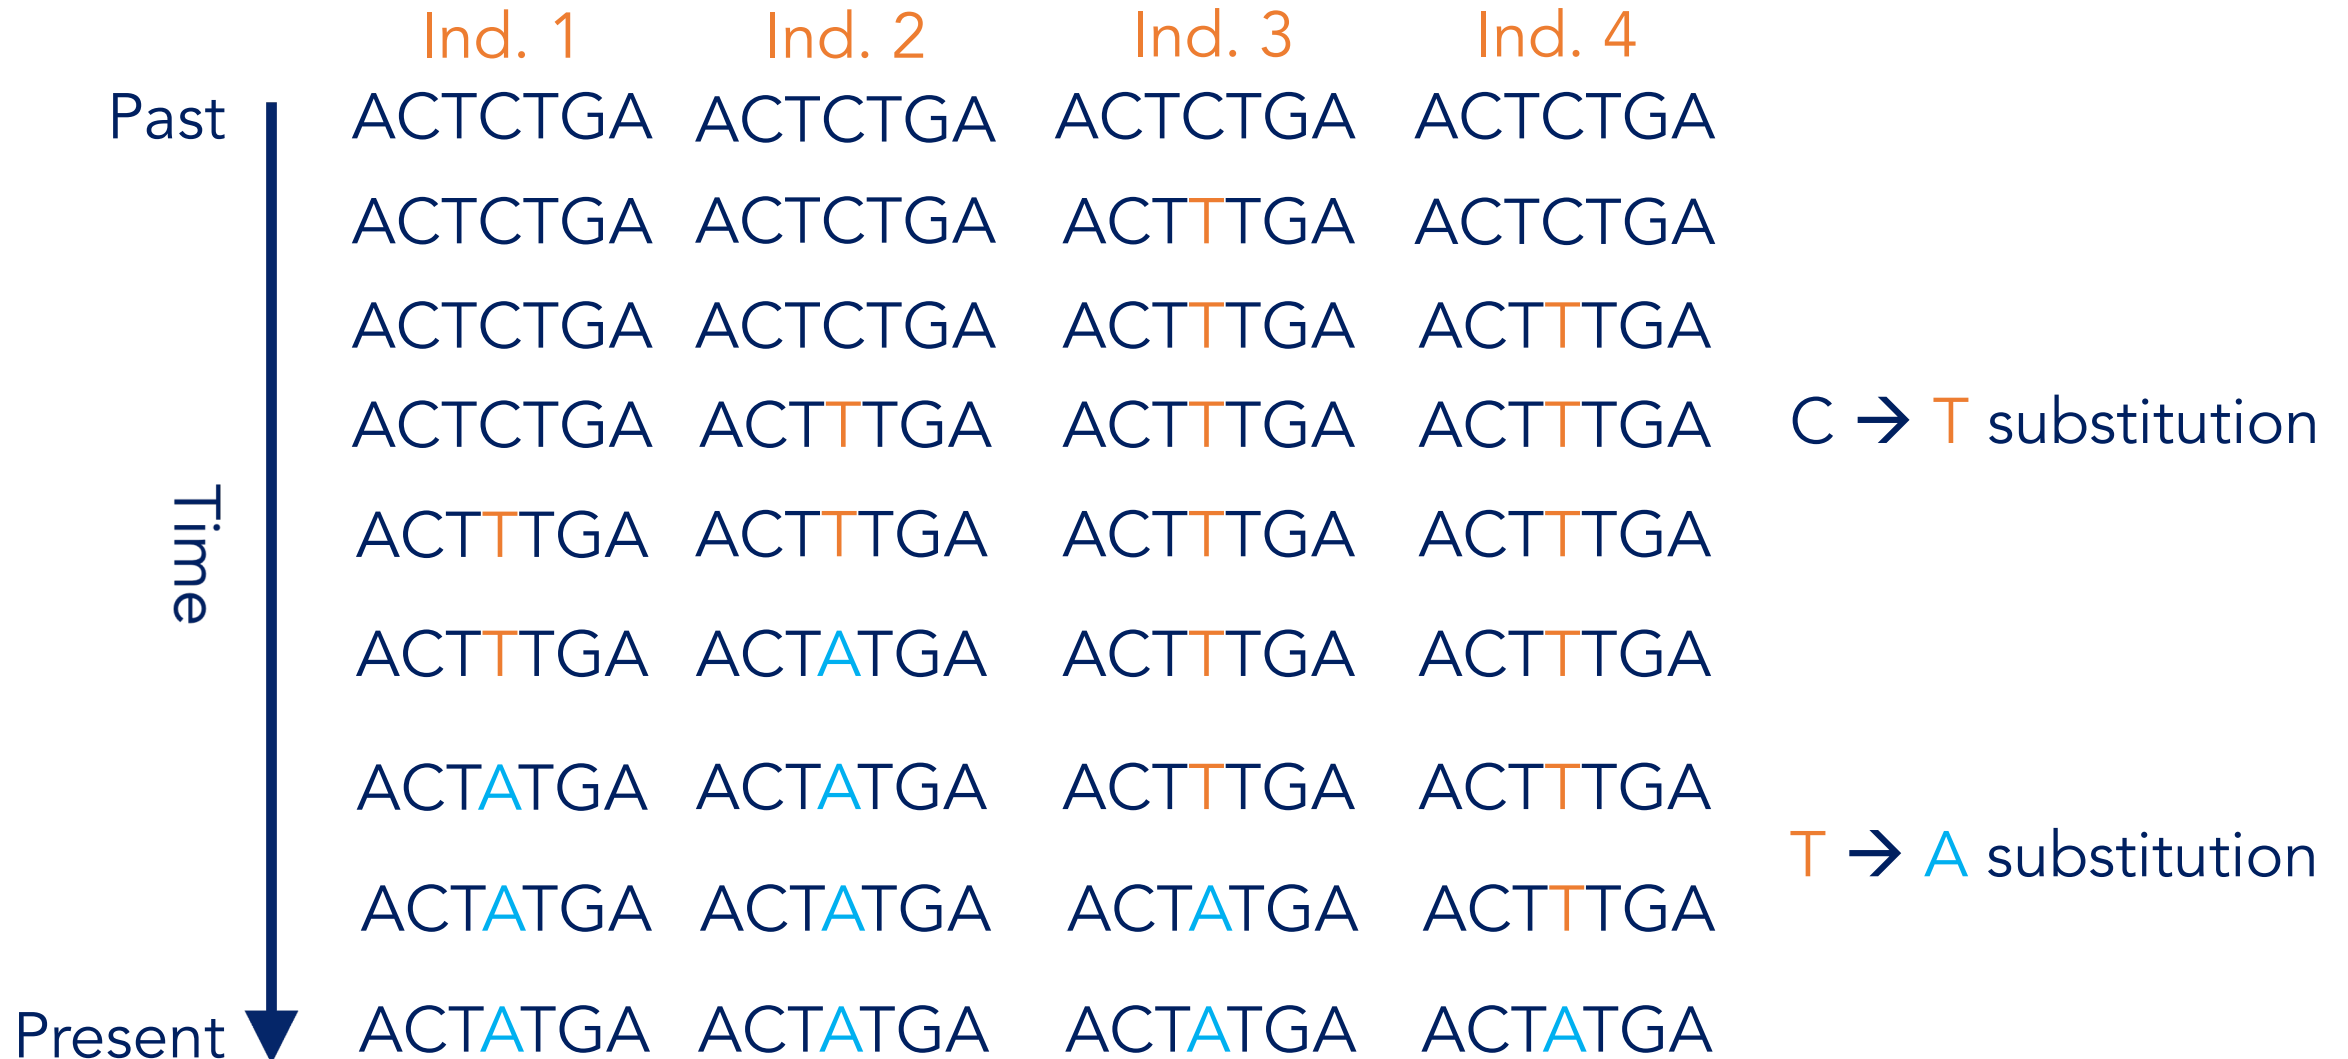 Ind. 1 Ind. 2 Ind. 3 Ind. 4
Past ACTCTGA ACTCTGA ACTCTGA ACTCTGA
ACTCTGA ACTCTGA ACTTTGA ACTCTGA
ACTCTGA ACTCTGA ACTTTGA ACTTTGA
ACTCTGA ACTTTGA ACTTTGA ACTTTGA C → T substitution
Time
ACTTTGA ACTTTGA ACTTTGA ACTTTGA
ACTTTGA ACTATGA ACTTTGA ACTTTGA
ACTATGA ACTATGA ACTTTGA ACTTTGA
T → A substitution
ACTATGA ACTATGA ACTATGA ACTTTGA
Present ACTATGA ACTATGA ACTATGA ACTATGA